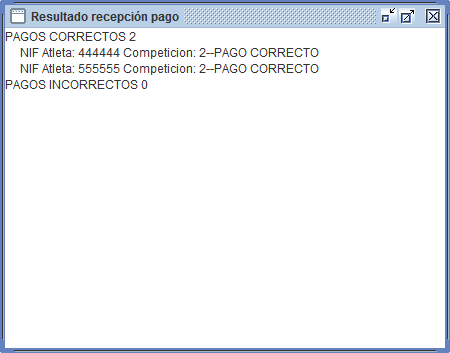 Resultado recepción pago
PAGOS CORRECTOS 2
NIF Atleta: 444444 Competicion: 2--PAGO CORRECTO
NIF Atleta: 555555 Competicion: 2--PAGO CORRECTO
PAGOS INCORRECTOS 0